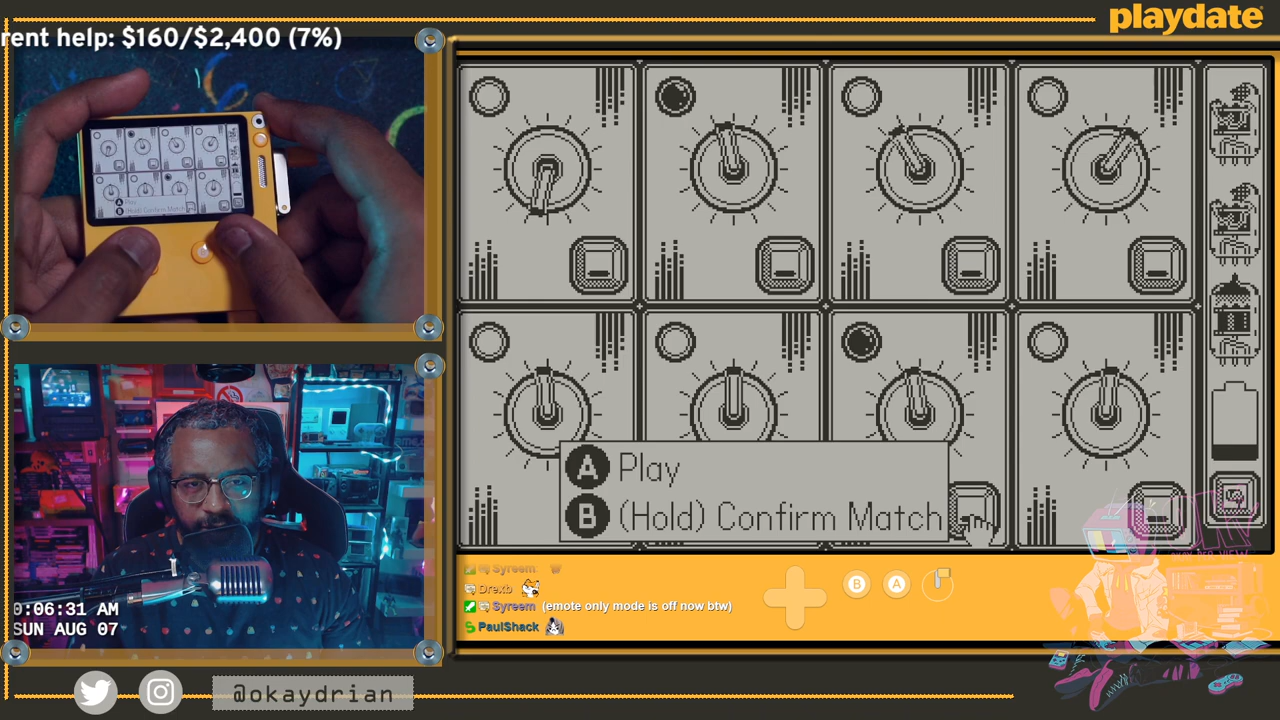 playdate
rent help: $160/$2,400 (7%)
A Play
B (Hold) Confirm Match
Syreem:
Drexb
Syreem (emote only mode is off now btw)
PaulShack
B A
0:06:31 AM
SUN AUG 07
@okaydrian